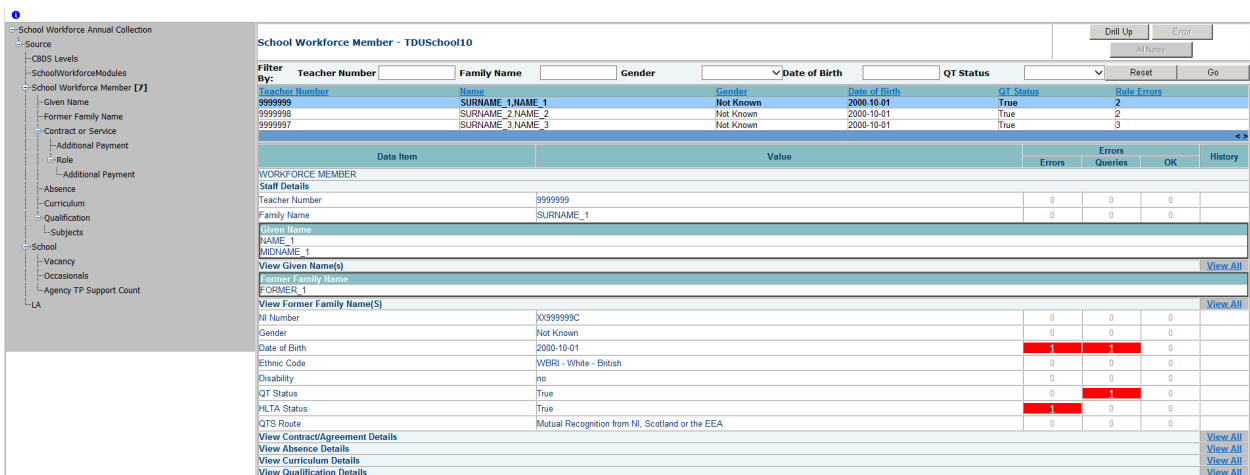 School Workforce Annual Collection
Source
CBDS Levels
SchoolWorkforceModules
School Workforce Member [7]
Given Name
Former Family Name
Contract or Service
Additional Payment
Role
Additional Payment
Absence
Curriculum
Qualification
Subjects
School
Vacancy
Occasionals
Agency TP Support Count
LA
School Workforce Member - TDUSchool10
Drill Up Error
All Notes
Filter By: Teacher Number Family Name Gender Date of Birth QT Status Reset Go
Teacher Number Name Gender Date of Birth QT Status Rule Errors
9999999 SURNAME_1,NAME_1 Not Known 2000-10-01 True 2
9999998 SURNAME_2,NAME_2 Not Known 2000-10-01 True 2
9999997 SURNAME_3,NAME_3 Not Known 2000-10-01 True 3
< >
Data Item Value Errors History
Errors Queries OK
WORKFORCE MEMBER
Staff Details
Teacher Number 9999999 0 0 0
Family Name SURNAME_1 0 0 0
Given Name
NAME_1
MIDNAME_1
View Given Name(s) View All
Former Family Name
FORMER_1
View Former Family Name(S) View All
NI Number XX999999C 0 0 0
Gender Not Known 0 0 0
Date of Birth 2000-10-01 1 1 0
Ethnic Code WBRI - White - British 0 0 0
Disability no 0 0 0
QT Status True 0 1 0
HLTA Status True 1 0 0
QTS Route Mutual Recognition from NI, Scotland or the EEA 0 0 0
View Contract/Agreement Details View All
View Absence Details View All
View Curriculum Details View All
View Qualification Details View All